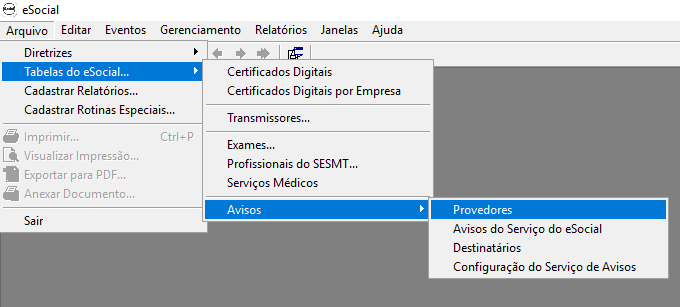 eSocial
Arquivo Editar Eventos Gerenciamento Relatórios Janelas Ajuda
Diretrizes
Tabelas do eSocial...
Cadastrar Relatórios...
Cadastrar Rotinas Especiais...
Imprimir... Ctrl+P
Visualizar Impressão...
Exportar para PDF...
Anexar Documento...
Sair
Certificados Digitais
Certificados Digitais por Empresa
Transmissores...
Exames...
Profissionais do SESMT...
Serviços Médicos
Avisos
Provedores
Avisos do Serviço do eSocial
Destinatários
Configuração do Serviço de Avisos